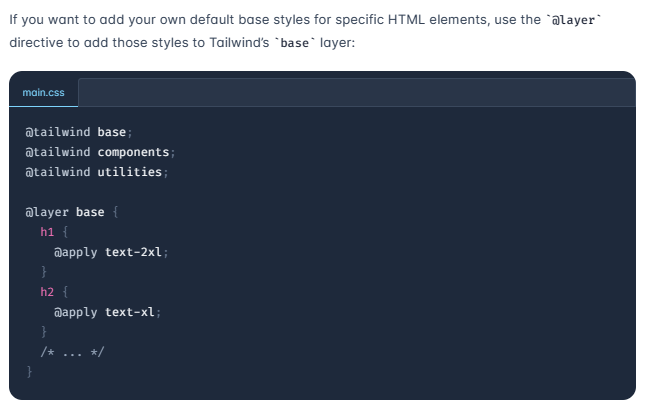 If you want to add your own default base styles for specific HTML elements, use the `@layer`
directive to add those styles to Tailwind’s `base` layer:
main.css
@tailwind base;
@tailwind components;
@tailwind utilities;

@layer base {
  h1 {
    @apply text-2xl;
  }
  h2 {
    @apply text-xl;
  }
  /* ... */
}